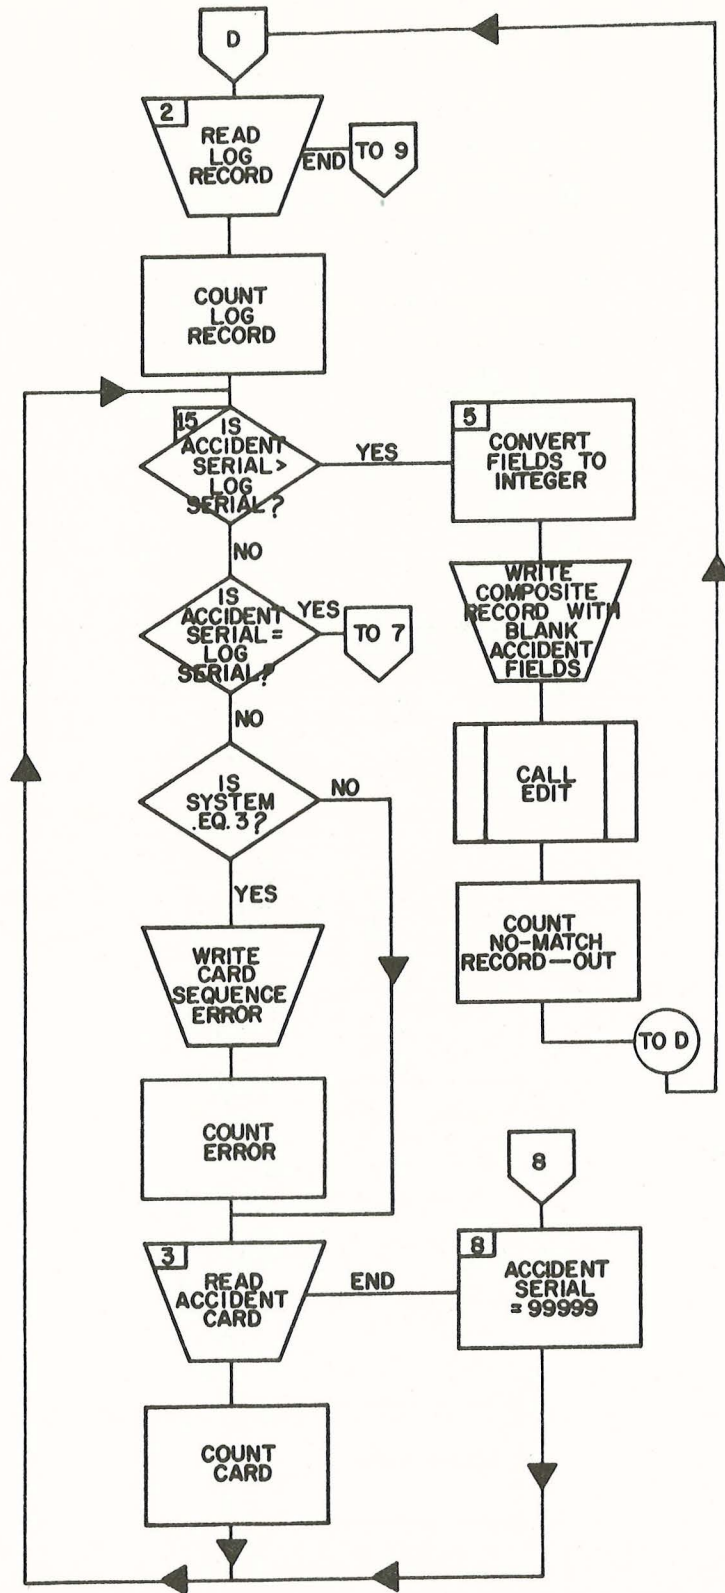 D
2
READ
LOG
RECORD
END
TO 9
COUNT
LOG
RECORD
15
IS
ACCIDENT
SERIAL >
LOG
SERIAL?
YES
5
CONVERT
FIELDS TO
INTEGER
NO
WRITE
COMPOSITE
RECORD WITH
BLANK
ACCIDENT
FIELDS
IS
ACCIDENT
SERIAL =
LOG
SERIAL?
YES
TO 7
NO
CALL
EDIT
IS
SYSTEM
.EQ. 3?
NO
YES
COUNT
NO-MATCH
RECORD—OUT
TO D
WRITE
CARD
SEQUENCE
ERROR
COUNT
ERROR
8
3
READ
ACCIDENT
CARD
END
8
ACCIDENT
SERIAL
= 99999
COUNT
CARD